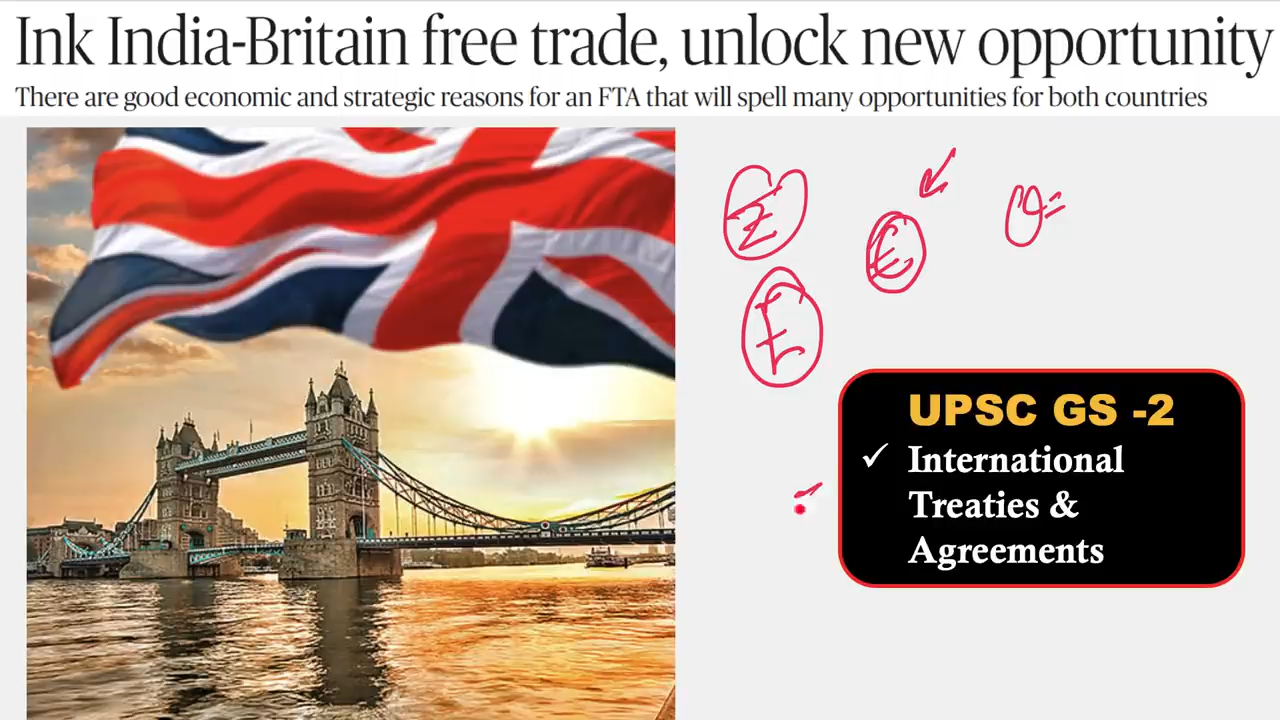 Ink India-Britain free trade, unlock new opportunity
There are good economic and strategic reasons for an FTA that will spell many opportunities for both countries
UPSC GS -2
✓ International
Treaties &
Agreements